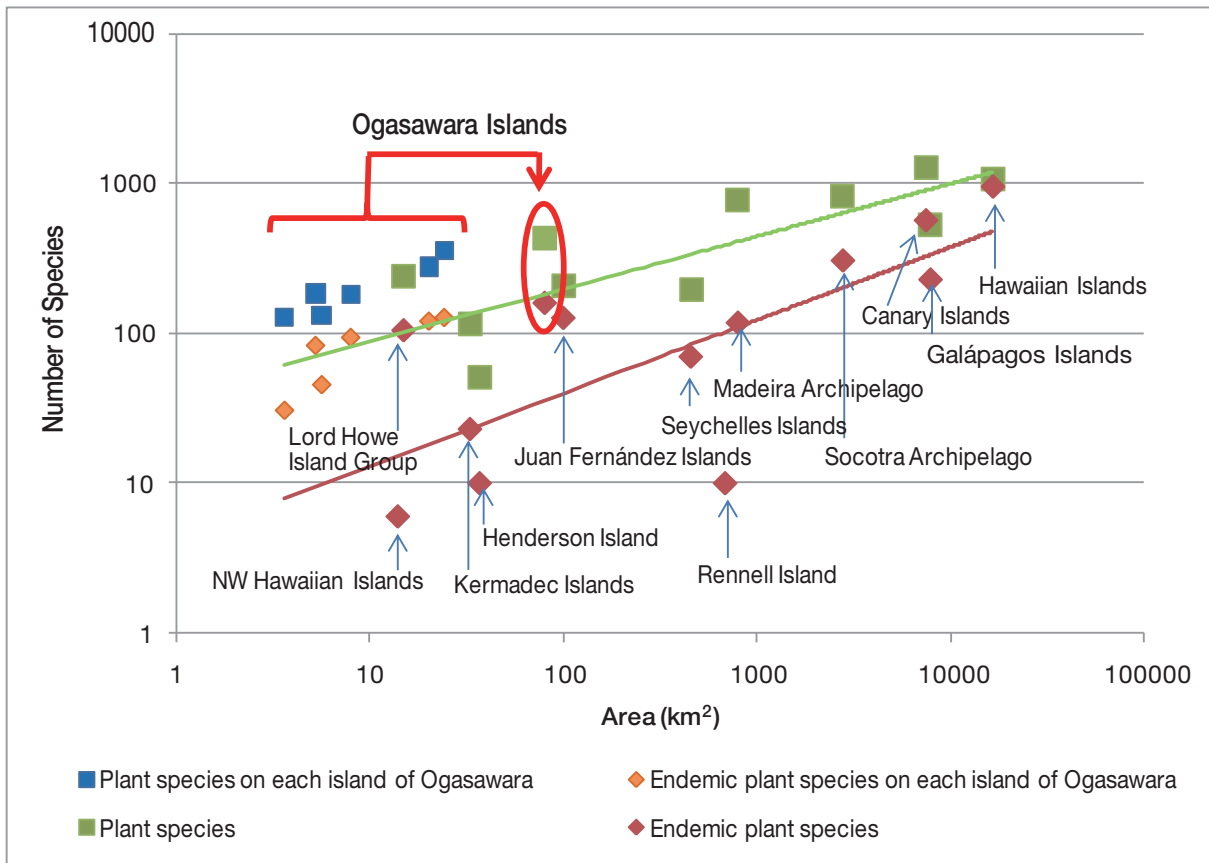 10000
1000
100
10
1
Number of Species
Ogasawara Islands
Hawaiian Islands
Canary Islands
Galápagos Islands
Madeira Archipelago
Seychelles Islands
Lord Howe
Island Group
Juan Fernández Islands
Socotra Archipelago
Henderson Island
NW Hawaiian Islands
Kermadec Islands
Rennell Island
1
10
100
1000
10000
100000
Area (km²)
Plant species on each island of Ogasawara
Endemic plant species on each island of Ogasawara
Plant species
Endemic plant species